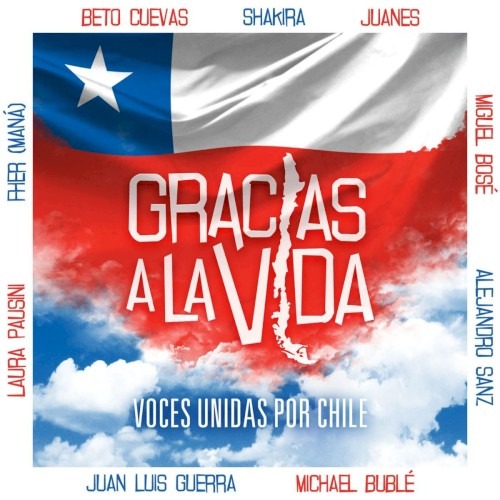 BETO CUEVAS
SHAKIRA
JUANES
FHER (MANÁ)
MIGUEL BOSÉ
GRACIAS
A LA VIDA
LAURA PAUSINI
ALEJANDRO SANZ
VOCES UNIDAS POR CHILE
JUAN LUIS GUERRA
MICHAEL BUBLÉ